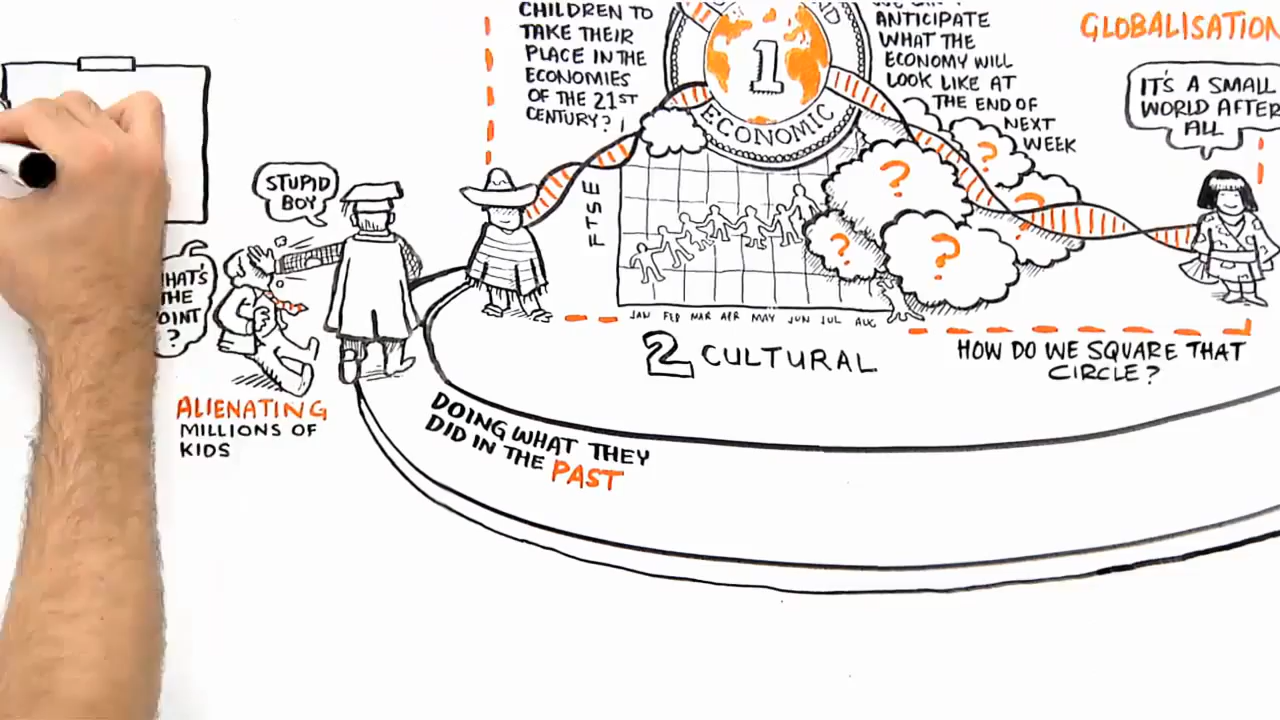 CHILDREN TO
TAKE THEIR
PLACE IN THE
ECONOMIES
OF THE 21ST
CENTURY?
1
ECONOMIC
ANTICIPATE
WHAT THE
ECONOMY WILL
LOOK LIKE AT
THE END OF
NEXT
WEEK
GLOBALISATION
IT'S A SMALL
WORLD AFTER
ALL
STUPID
BOY
FTSE
?
?
?
?
?
?
JAN FEB MAR APR MAY JUN JUL AUG
THE
?
2 CULTURAL
HOW DO WE SQUARE THAT
CIRCLE?
ALIENATING
MILLIONS OF
KIDS
DOING WHAT THEY
DID IN THE PAST